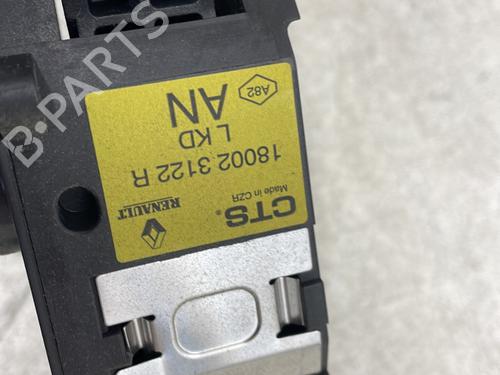 CTS®
Made in CZR
RENAULT
18002 3122 R
L KD
AN
A82
B-PARTS